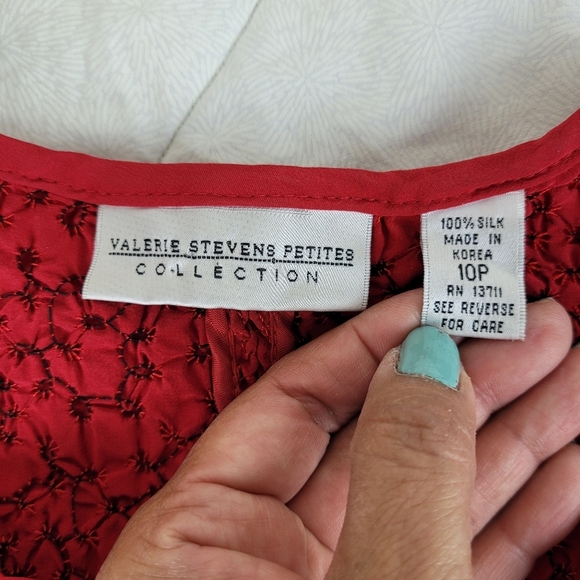 VALERIE STEVENS PETITES
COLLECTION
100% SILK
MADE IN
KOREA
10P
RN 13711
SEE REVERSE
FOR CARE